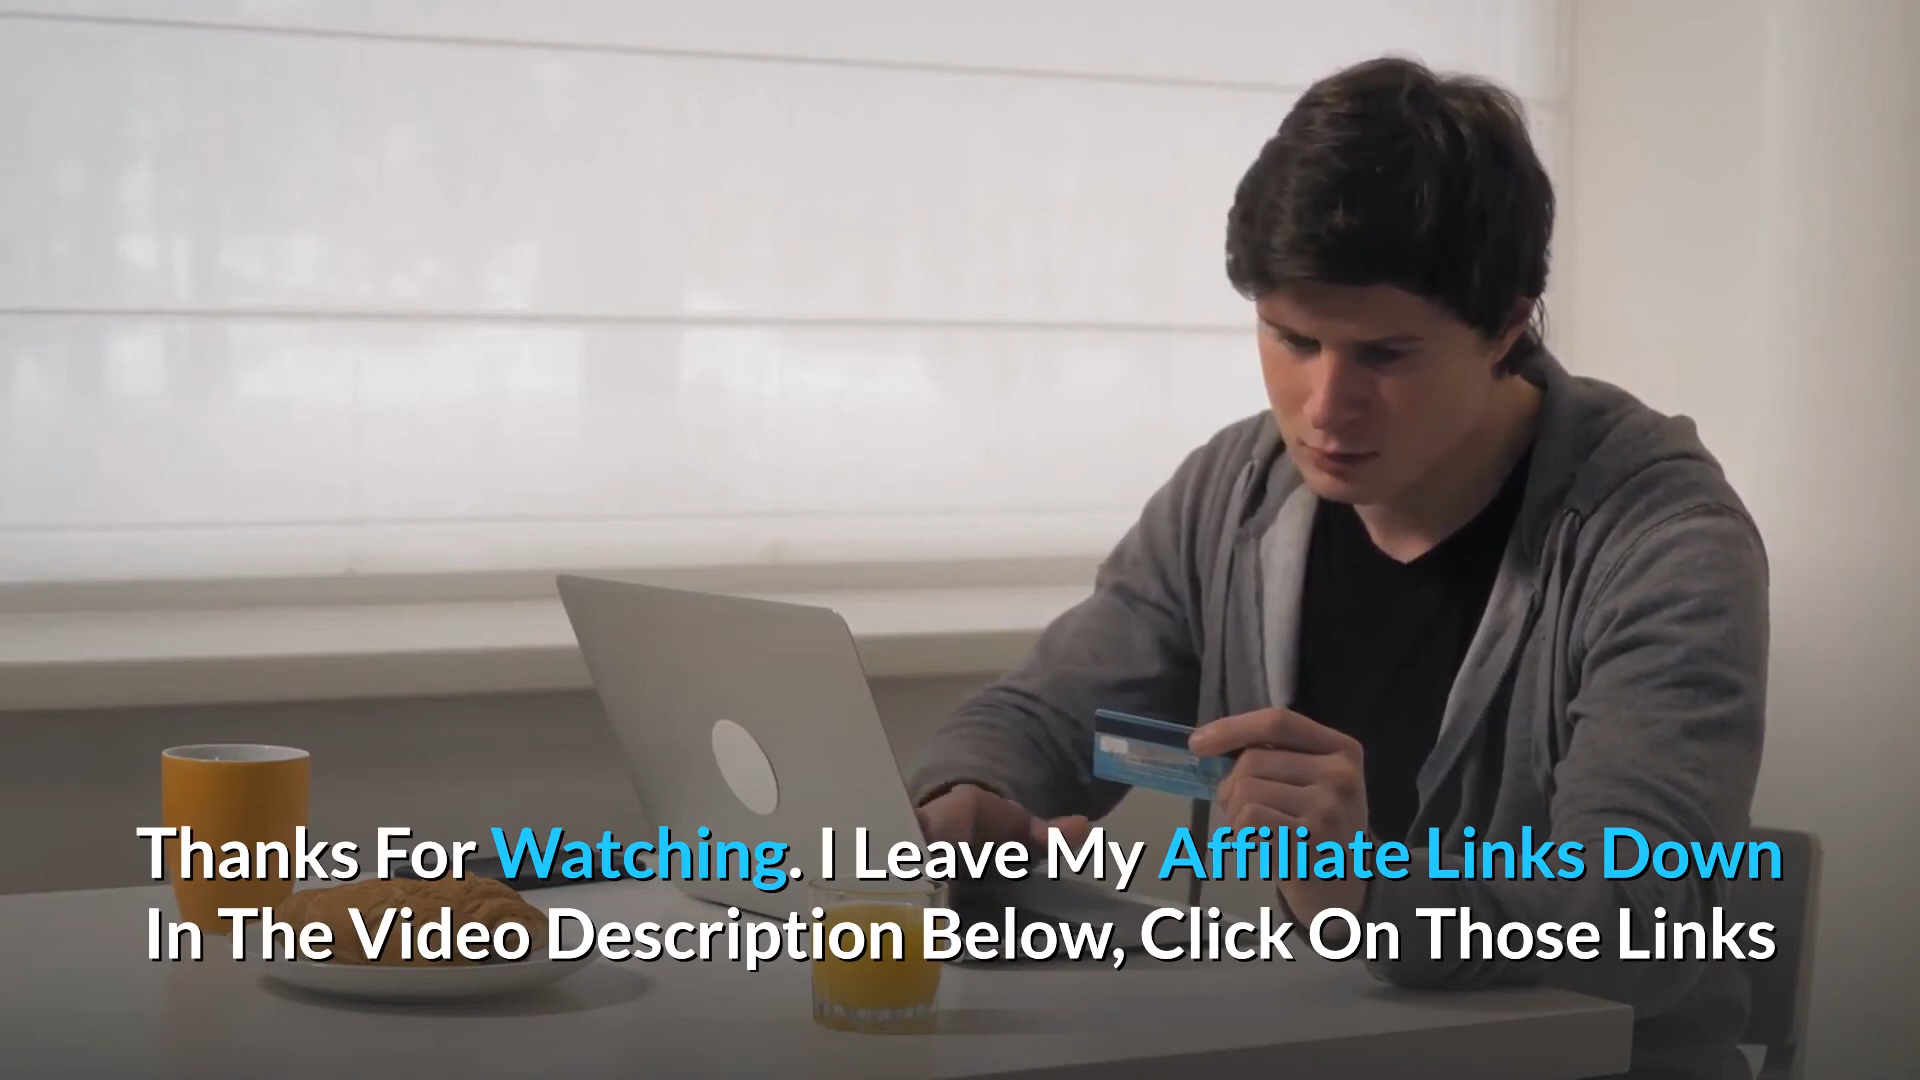 Thanks For Watching. I Leave My Affiliate Links Down
In The Video Description Below, Click On Those Links